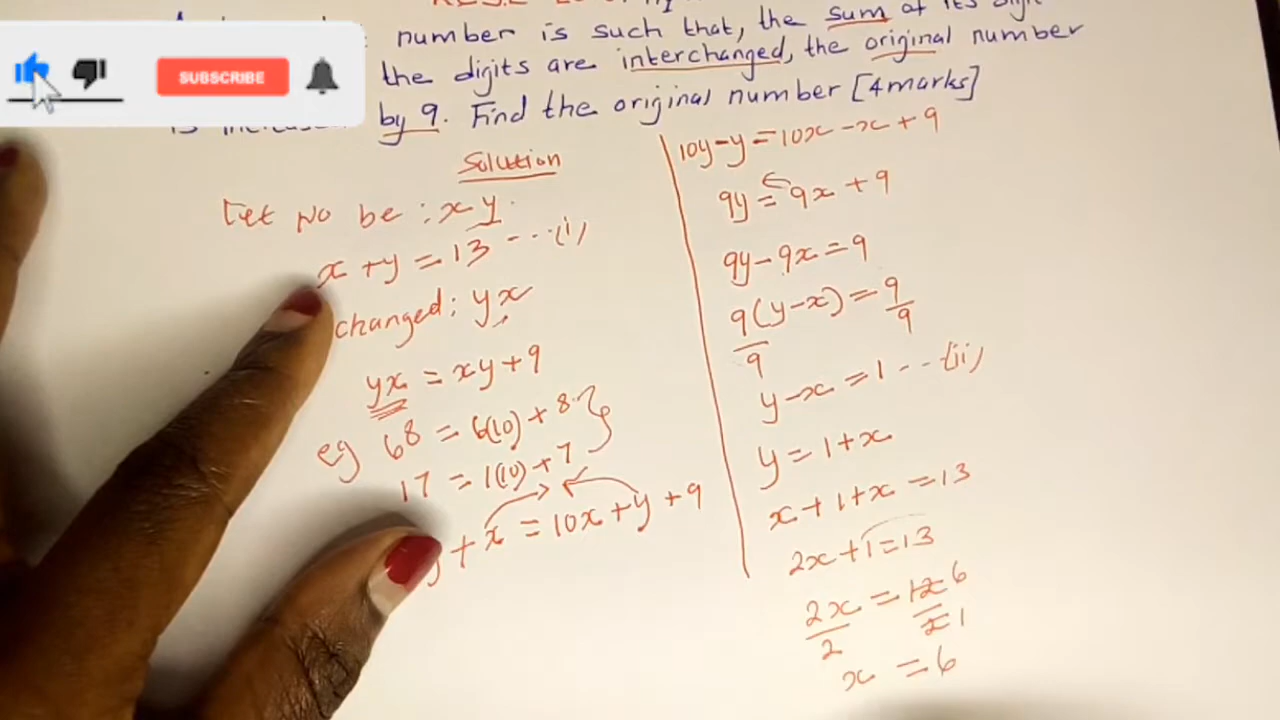 number is such that, the sum of its digit
the digits are interchanged, the original number
by 9. Find the original number [4marks]
SUBSCRIBE
Solution
Let No be : xy.
x + y = 13 ---(i)
changed: yx
yx = xy + 9
eg 68 = 6(10) + 8
17 = 1(10) + 7
+ x = 10x + y + 9
10y - y = 10x - x + 9
9y = 9x + 9
9y - 9x = 9
9(y - x) = 9
9 9
y - x = 1 -- (ii)
y = 1 + x
x + 1 + x = 13
2x + 1 = 13
2x = 12 6
2 2 1
x = 6